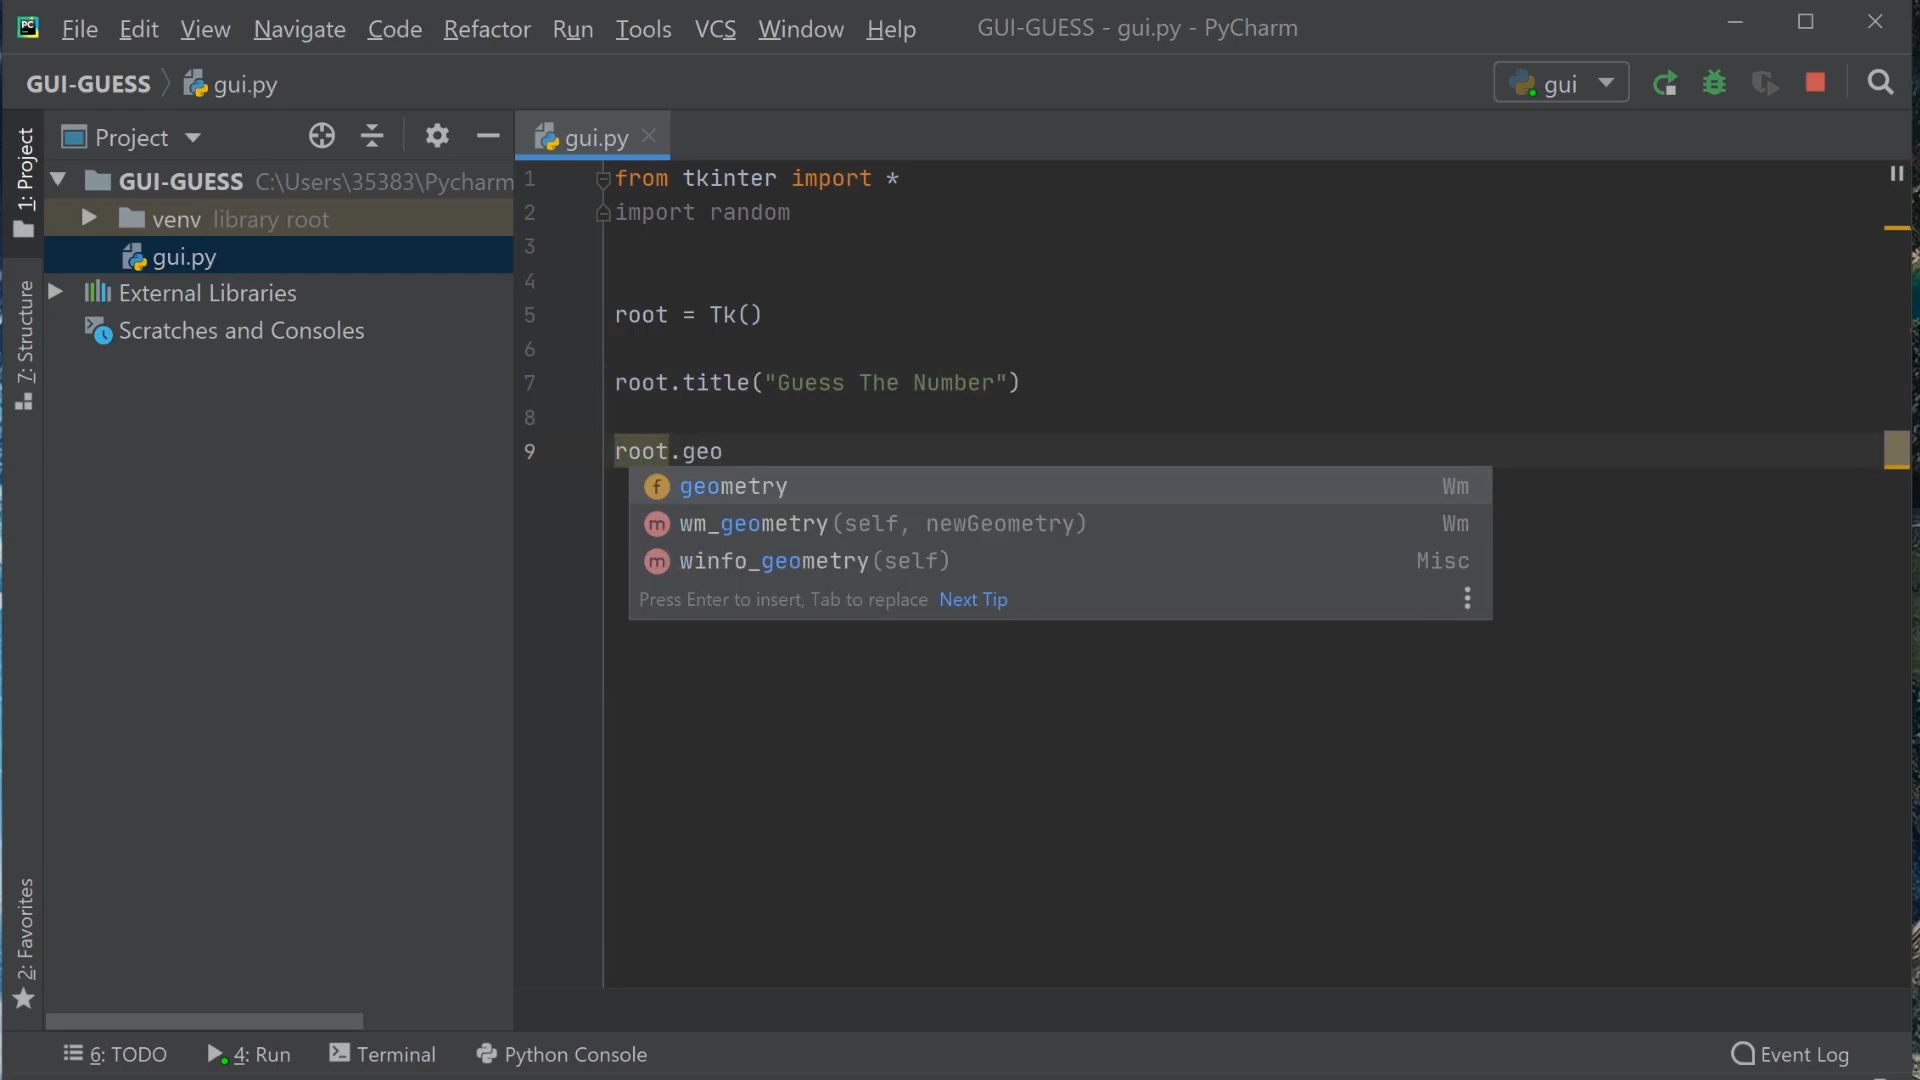 PC File Edit View Navigate Code Refactor Run Tools VCS Window Help GUI-GUESS - gui.py - PyCharm
GUI-GUESS gui.py gui
1: Project
7: Structure
2: Favorites
Project
GUI-GUESS C:\Users\35383\Pycharm
venv library root
gui.py
External Libraries
Scratches and Consoles
gui.py
1 from tkinter import *
2 import random
3
4
5 root = Tk()
6
7 root.title("Guess The Number")
8
9 root.geo
f geometry Wm
m wm_geometry(self, newGeometry) Wm
m winfo_geometry(self) Misc
Press Enter to insert, Tab to replace Next Tip
6: TODO 4: Run Terminal Python Console Event Log